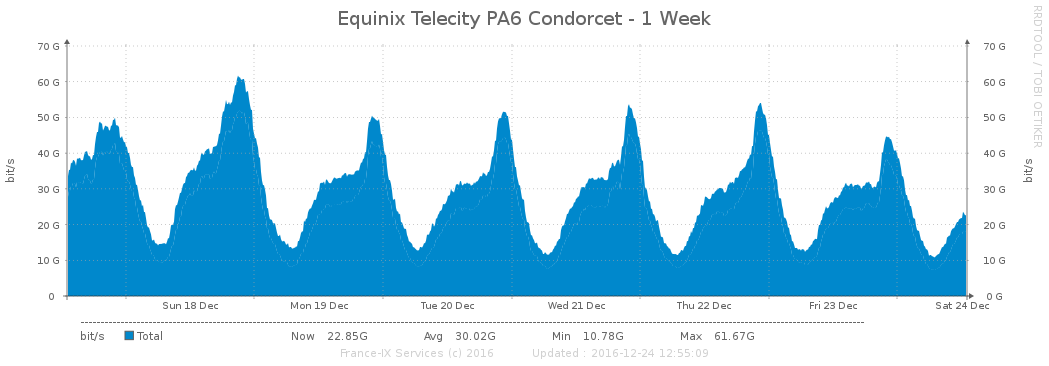 Equinix Telecity PA6 Condorcet - 1 Week
RRDTOOL / TOBI OETIKER
bit/s
70 G 70 G
60 G 60 G
50 G 50 G
40 G 40 G
30 G 30 G
20 G 20 G
10 G 10 G
0 0 G
bit/s
Sun 18 Dec Mon 19 Dec Tue 20 Dec Wed 21 Dec Thu 22 Dec Fri 23 Dec Sat 24 Dec
bit/s Total Now 22.85G Avg 30.02G Min 10.78G Max 61.67G
France-IX Services (c) 2016 Updated : 2016-12-24 12:55:09